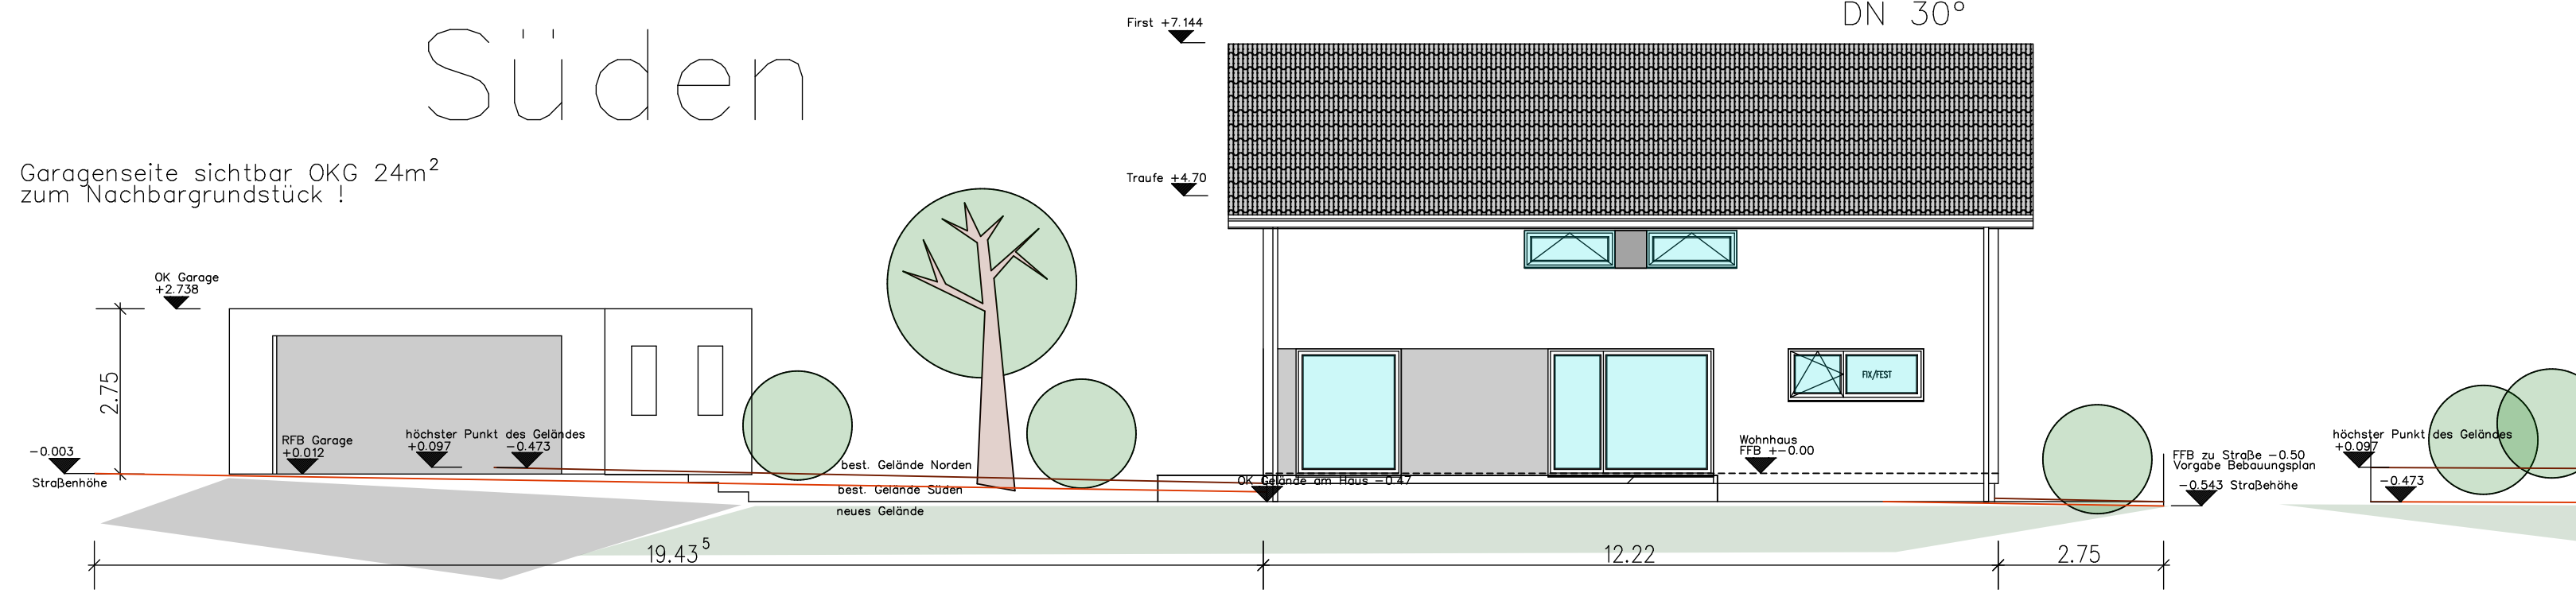 DN 30°
First +7.144
Süden
Garagenseite sichtbar OKG 24m²
zum Nachbargrundstück !
Traufe +4.70
OK Garage
+2.738
2.75
FIX/FEST
höchster Punkt des Geländes
+0.097
-0.473
RFB Garage
+0.012
-0.003
Straßenhöhe
best. Gelände Norden
best. Gelände Süden
neues Gelände
OK Gelände am Haus -0.47
Wohnhaus
FFB +-0.00
FFB zu Straße -0.50
Vorgabe Bebauungsplan
-0.543 Straßenhöhe
höchster Punkt des Geländes
+0.097
-0.473
19.43⁵
12.22
2.75